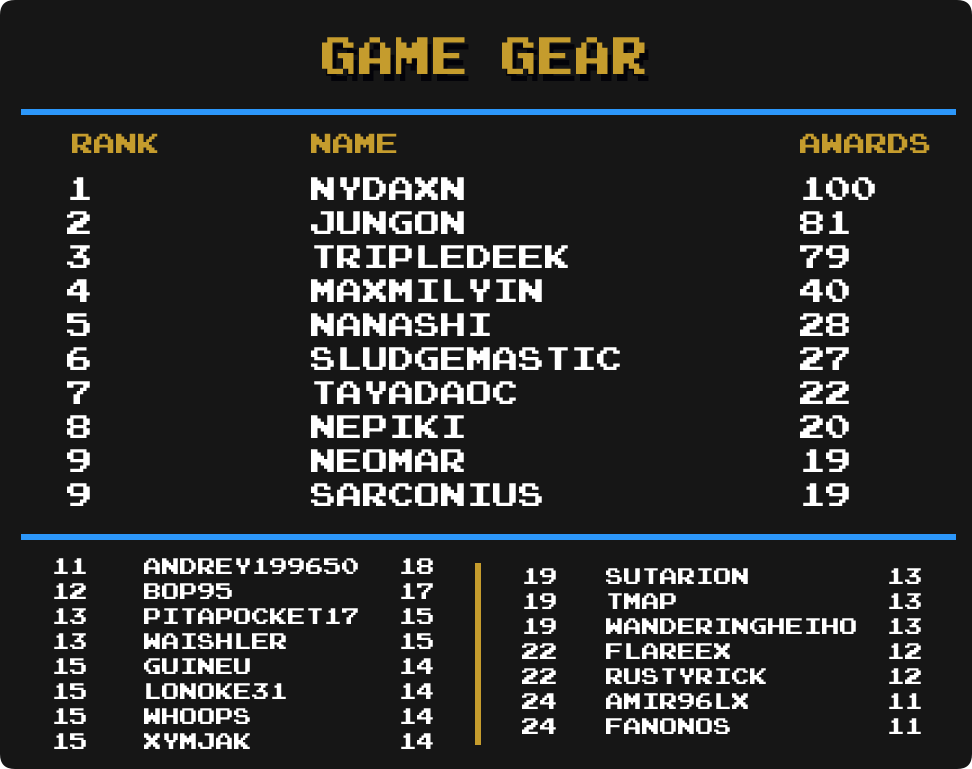 GAME GEAR
RANK NAME AWARDS
1 NYDAXN 100
2 JUNGON 81
3 TRIPLEDEEK 79
4 MAXMILYIN 40
5 NANASHI 28
6 SLUDGEMASTIC 27
7 TAYADAOC 22
8 NEPIKI 20
9 NEOMAR 19
9 SARCONIUS 19
11 ANDREY199650 18
12 BOP95 17
13 PITAPOCKET17 15
13 WAISHLER 15
15 GUINEU 14
15 LONOKE31 14
15 WHOOPS 14
15 XYMJAK 14
19 SUTARION 13
19 TMAP 13
19 WANDERINGHEIHO 13
22 FLAREEX 12
22 RUSTYRICK 12
24 AMIR96LX 11
24 FANONOS 11